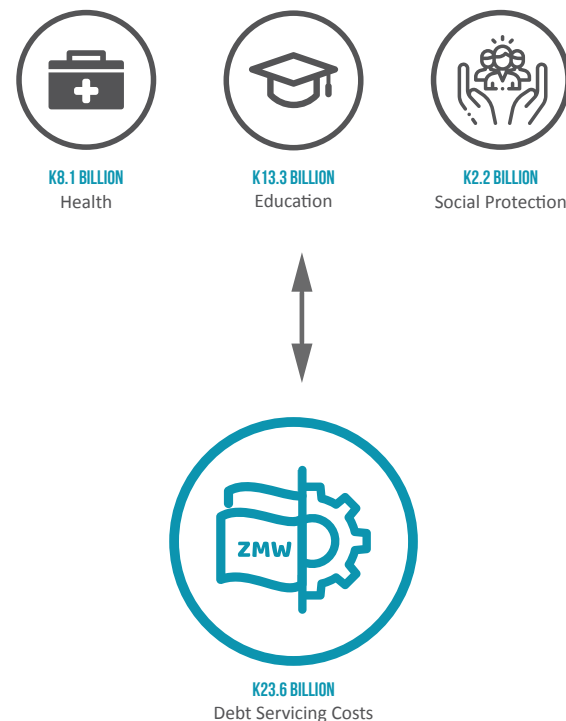 K8.1 BILLION
Health
K13.3 BILLION
Education
K2.2 BILLION
Social Protection
ZMW
K23.6 BILLION
Debt Servicing Costs